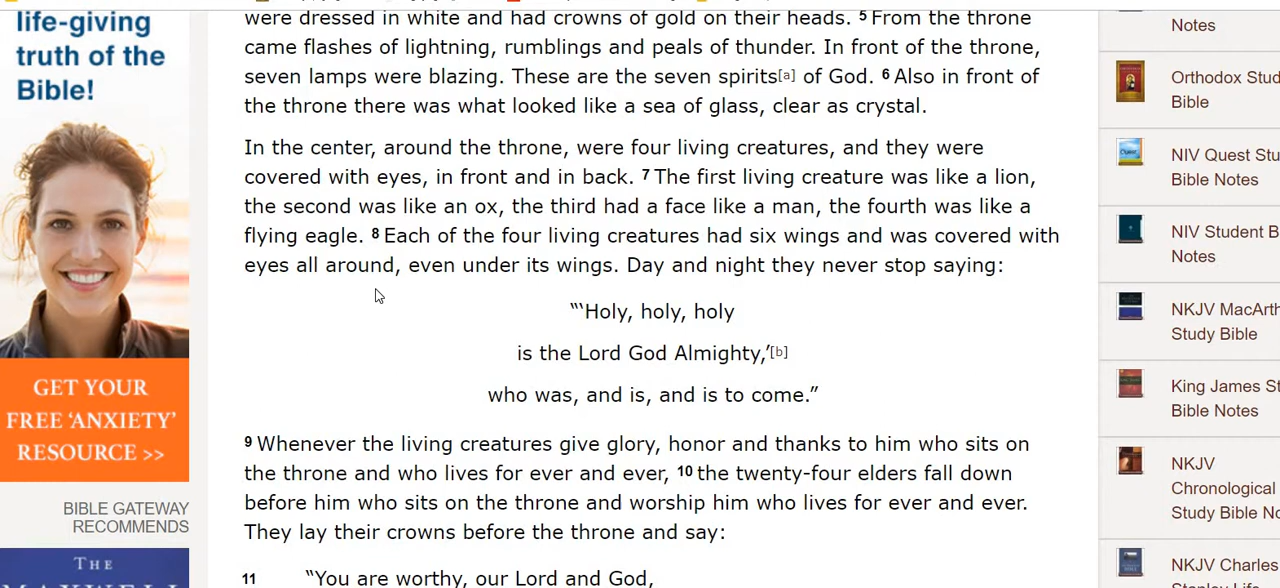 life-giving
truth of the
Bible!
GET YOUR
FREE ‘ANXIETY’
RESOURCE >>
BIBLE GATEWAY
RECOMMENDS
THE
were dressed in white and had crowns of gold on their heads. 5 From the throne
came flashes of lightning, rumblings and peals of thunder. In front of the throne,
seven lamps were blazing. These are the seven spirits[a] of God. 6 Also in front of
the throne there was what looked like a sea of glass, clear as crystal.
In the center, around the throne, were four living creatures, and they were
covered with eyes, in front and in back. 7 The first living creature was like a lion,
the second was like an ox, the third had a face like a man, the fourth was like a
flying eagle. 8 Each of the four living creatures had six wings and was covered with
eyes all around, even under its wings. Day and night they never stop saying:
“‘Holy, holy, holy
is the Lord God Almighty,’[b]
who was, and is, and is to come.”
9 Whenever the living creatures give glory, honor and thanks to him who sits on
the throne and who lives for ever and ever, 10 the twenty-four elders fall down
before him who sits on the throne and worship him who lives for ever and ever.
They lay their crowns before the throne and say:
11 “You are worthy, our Lord and God,
Notes
Orthodox Stud
Bible
NIV Quest Stu
Bible Notes
NIV Student B
Notes
NKJV MacArth
Study Bible
King James St
Bible Notes
NKJV
Chronological
Study Bible No
NKJV Charles